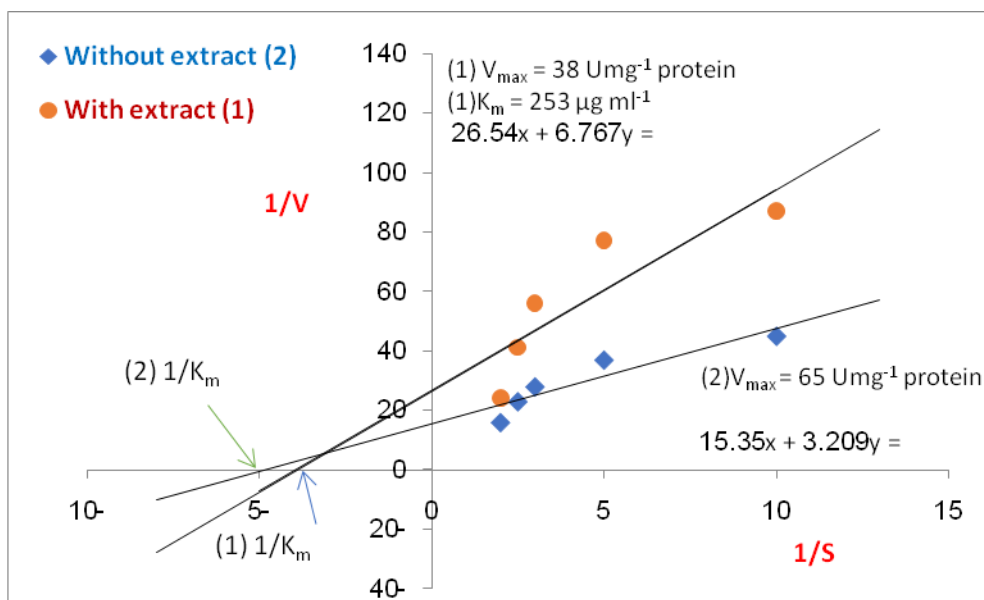 Without extract (2)
With extract (1)
(1) Vmax = 38 Umg-1 protein
(1)Km = 253 µg ml-1
26.54x + 6.767y =
1/V
140
120
100
80
60
40
20
0
20-
40-
(2) 1/Km
(1) 1/Km
(2)Vmax = 65 Umg-1 protein
15.35x + 3.209y =
10- 5- 0 5 10 15
1/S